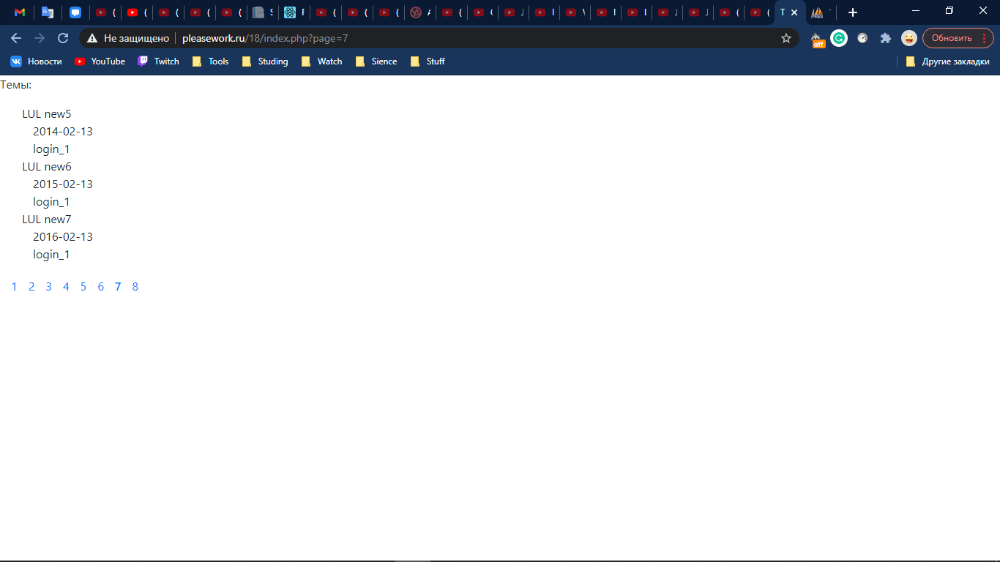 ( ( ( ( ( S F ( ( ( A ( C J F V F E J J ( ( T
Не защищено pleasework.ru/18/index.php?page=7 off Обновить
Новости YouTube Twitch Tools Studing Watch Sience Stuff Другие закладки
Темы:
LUL new5
2014-02-13
login_1
LUL new6
2015-02-13
login_1
LUL new7
2016-02-13
login_1
1 2 3 4 5 6 7 8